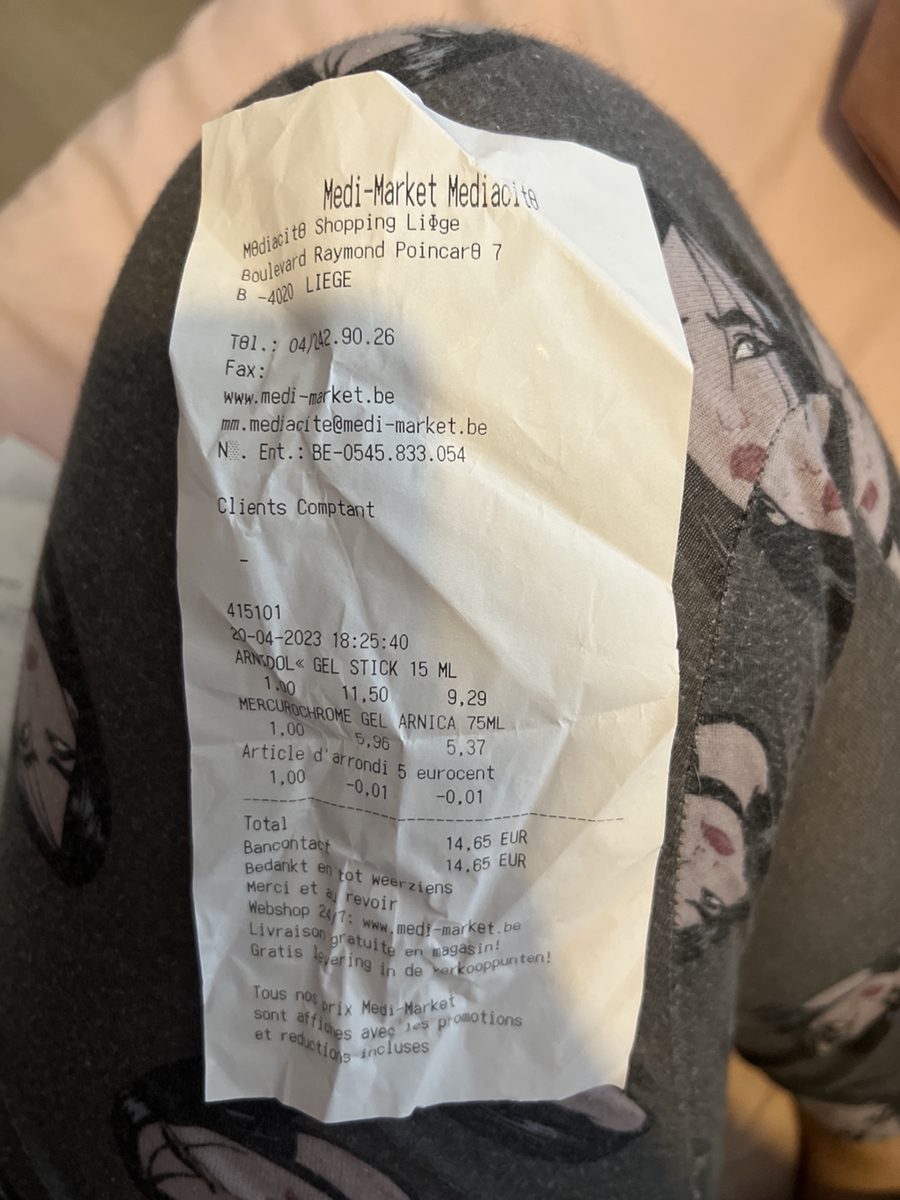 Medi-Market Mediacitθ
Mθdiacitθ Shopping LiΦge
Boulevard Raymond Poincarθ 7
B -4020 LIEGE
Tθl.: 04/242.90.26
Fax:
www.medi-market.be
mm.mediacite@medi-market.be
N░. Ent.: BE-0545.833.054
Clients Comptant
-
415101
20-04-2023 18:25:40
ARNIDOL« GEL STICK 15 ML
1,00 11,50 9,29
MERCUROCHROME GEL ARNICA 75ML
1,00 5,96 5,37
Article d'arrondi 5 eurocent
1,00 -0,01 -0,01
Total 14,65 EUR
Bancontact 14,65 EUR
Bedankt en tot weerziens
Merci et au revoir
Webshop 24/7: www.medi-market.be
Livraison gratuite en magasin!
Gratis levering in de verkooppunten!
Tous nos prix Medi-Market
sont affiches avec les promotions
et reductions incluses